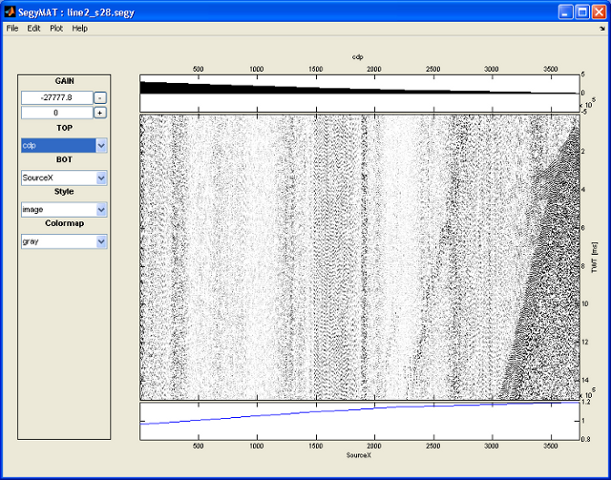 SegyMAT : line2_s28.segy
File Edit Plot Help
cdp
500 1000 1500 2000 2500 3000 3500
GAIN
-27777.8
-
0
+
TOP
cdp
BOT
SourceX
Style
image
Colormap
gray
5
0
-5
x 10
2
4
6
8
10
12
14
TWT [ms]
x 10
1.2
1
0.8
500 1000 1500 2000 2500 3000 3500
SourceX